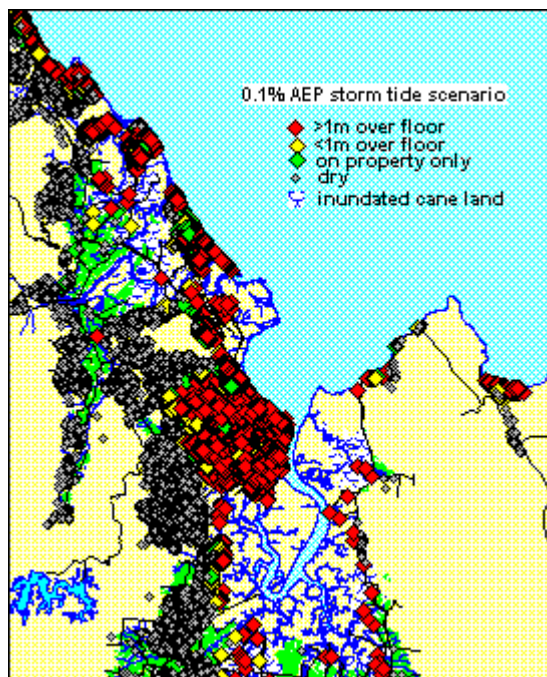 0.1% AEP storm tide scenario
>1m over floor
<1m over floor
on property only
dry
inundated cane land